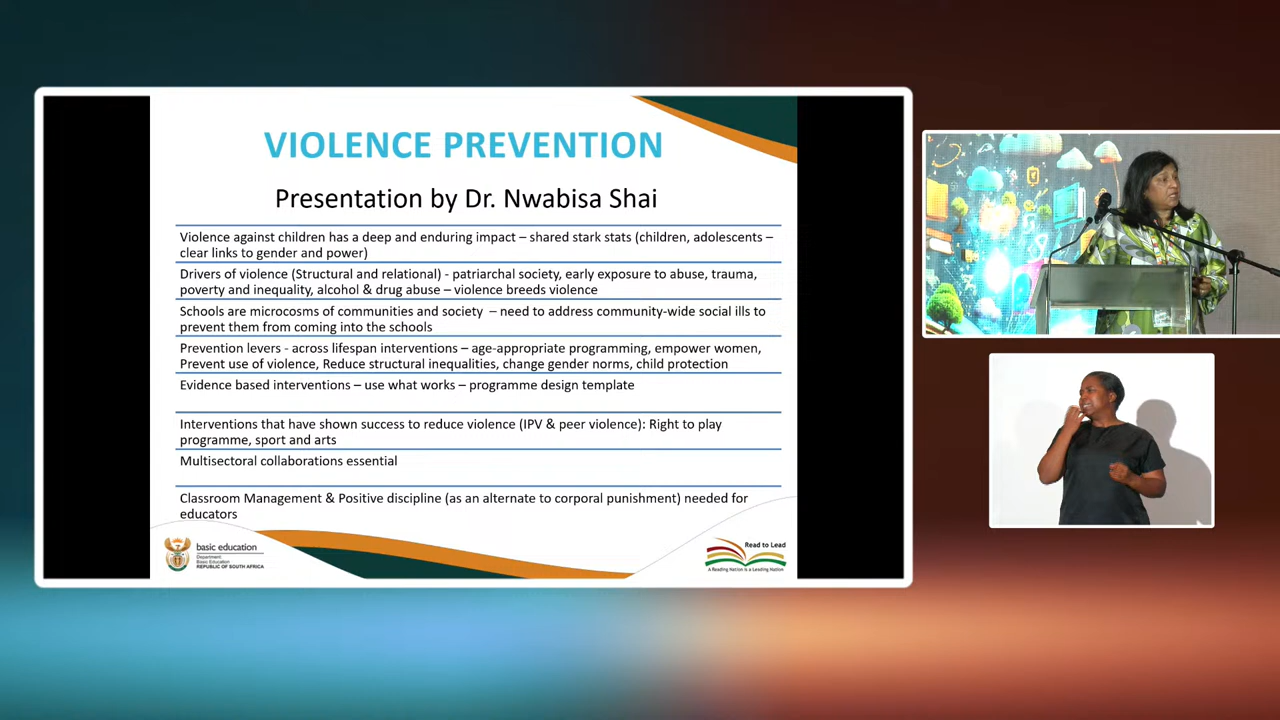 VIOLENCE PREVENTION
Presentation by Dr. Nwabisa Shai
Violence against children has a deep and enduring impact – shared stark stats (children, adolescents –
clear links to gender and power)
Drivers of violence (Structural and relational) - patriarchal society, early exposure to abuse, trauma,
poverty and inequality, alcohol & drug abuse – violence breeds violence
Schools are microcosms of communities and society – need to address community-wide social ills to
prevent them from coming into the schools
Prevention levers - across lifespan interventions – age-appropriate programming, empower women,
Prevent use of violence, Reduce structural inequalities, change gender norms, child protection
Evidence based interventions – use what works – programme design template
Interventions that have shown success to reduce violence (IPV & peer violence): Right to play
programme, sport and arts
Multisectoral collaborations essential
Classroom Management & Positive discipline (as an alternate to corporal punishment) needed for
educators
basic education
Department:
Basic Education
REPUBLIC OF SOUTH AFRICA
Read to Lead
A Reading Nation is a Leading Nation